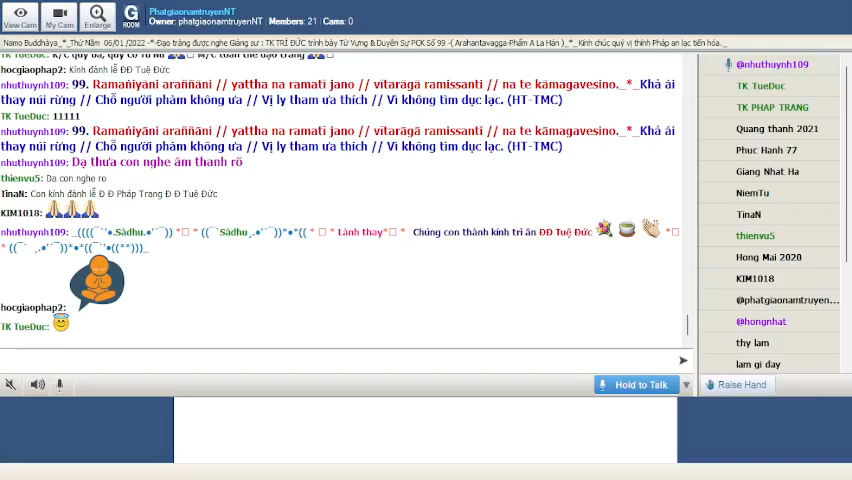 View Cam
My Cam
Enlarge
G
ROOM
PhatgiaonamtruyenNT
Owner: phatgiaonamtruyenNT Members: 21 | Cams: 0
Namo Buddhàya_*_Thứ Năm 06/01 /2022 -*-Đạo tràng được nghe Giảng sư : TK TRÍ ĐỨC trình bày Từ Vựng & Duyên Sự PCK Số 99 -( Arahantavagga-Phẩm A La Hán )_*_ Kính chúc quý vị thính Pháp an lạc tiến hóa._
hocgiaophap2: Kính đảnh lễ ĐĐ Tuệ Đức
nhuthuynh109: 99. Ramaṅiyāni araññāni // yattha na ramatī jano // vītarāgā ramissanti // na te kāmagavesino._*_Khả ái
thay núi rừng // Chỗ người phàm không ưa // Vị ly tham ưa thích // Vì không tìm dục lạc. (HT-TMC)
TK TueDuc: 11111
nhuthuynh109: 99. Ramaṅiyāni araññāni // yattha na ramatī jano // vītarāgā ramissanti // na te kāmagavesino._*_Khả ái
thay núi rừng // Chỗ người phàm không ưa // Vị ly tham ưa thích // Vì không tìm dục lạc. (HT-TMC)
nhuthuynh109: Dạ thưa con nghe âm thanh rõ
thienvu5: Da con nghe ro
TinaN: Con kính đảnh lễ Đ Đ Pháp Trang Đ Đ Tuệ Đức
KIM1018:
nhuthuynh109: _((((¯`'•.Sàdhu.•'´¯)) *□ * ((¯`Sàdhu¸.•'´¯))*•*(( * □ * Lành thay*□ * Chúng con thành kính tri ân ĐĐ Tuệ Đức *□
* ((¯` ¸.•'´¯))*•*((¯`'•((**)))_
hocgiaophap2:
TK TueDuc:
Hold to Talk
Raise Hand
@nhuthuynh109
TK TueDuc
TK PHAP TRANG
Quang thanh 2021
Phuc Hanh 77
Giang Nhat Ha
NiemTu
TinaN
thienvu5
Hong Mai 2020
KIM1018
@phatgiaonamtruyen...
@hongnhat
thy lam
lam gi day